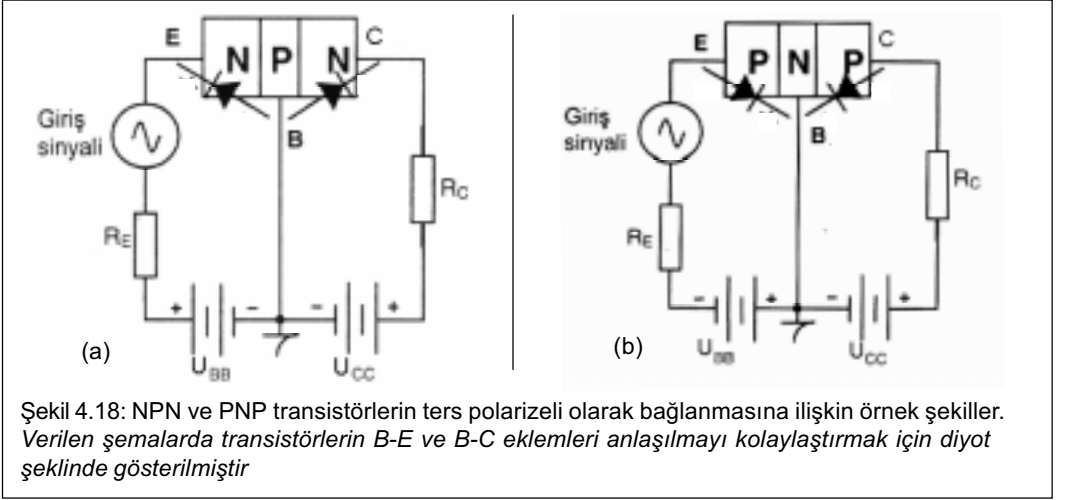 E N P N C
Giriş
sinyali
B
RC
RE
+ - - +
UBB UCC
(a)
E P N P C
Giriş
sinyali
B
RC
RE
- + - +
UBB UCC
(b)
Şekil 4.18: NPN ve PNP transistörlerin ters polarizeli olarak bağlanmasına ilişkin örnek şekiller.
Verilen şemalarda transistörlerin B-E ve B-C eklemleri anlaşılmayı kolaylaştırmak için diyot
şeklinde gösterilmiştir